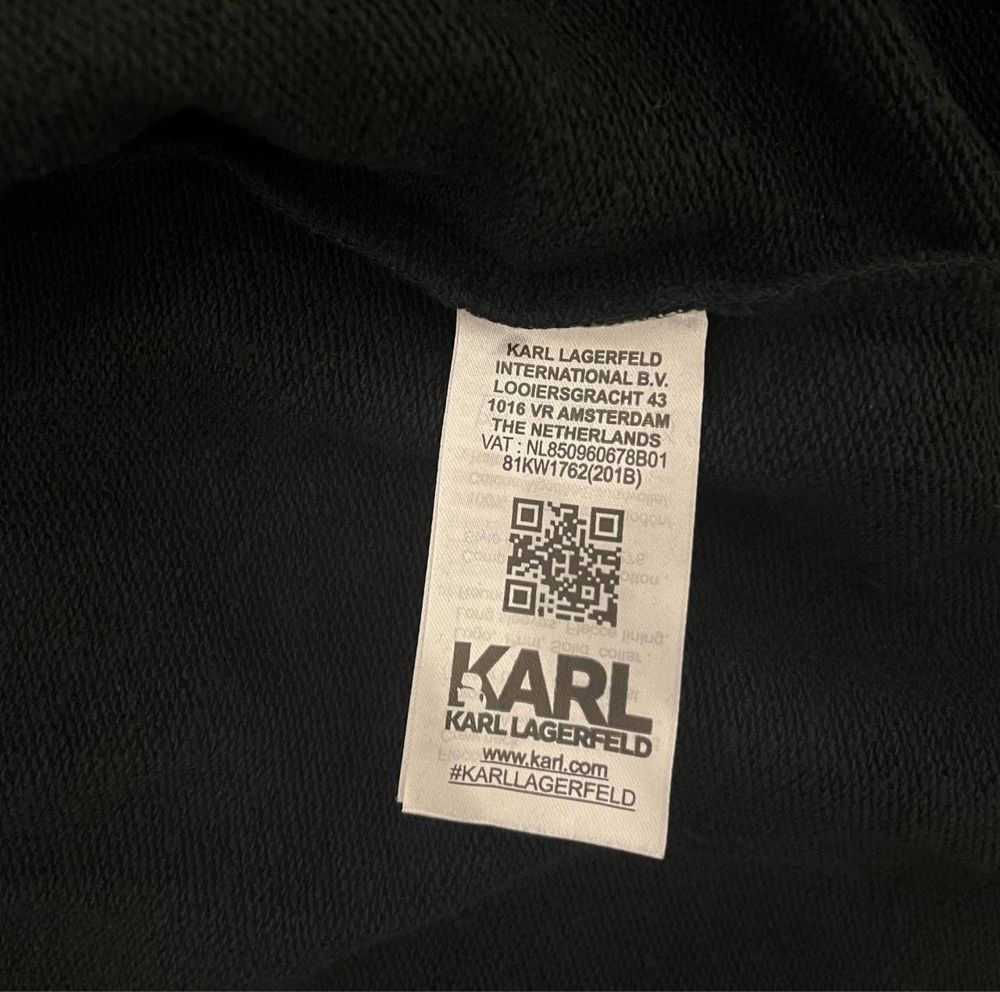 KARL LAGERFELD
INTERNATIONAL B.V.
LOOIERSGRACHT 43
1016 VR AMSTERDAM
THE NETHERLANDS
VAT : NL850960678B01
81KW1762(201B)
KARL
KARL LAGERFELD
www.karl.com
#KARLLAGERFELD